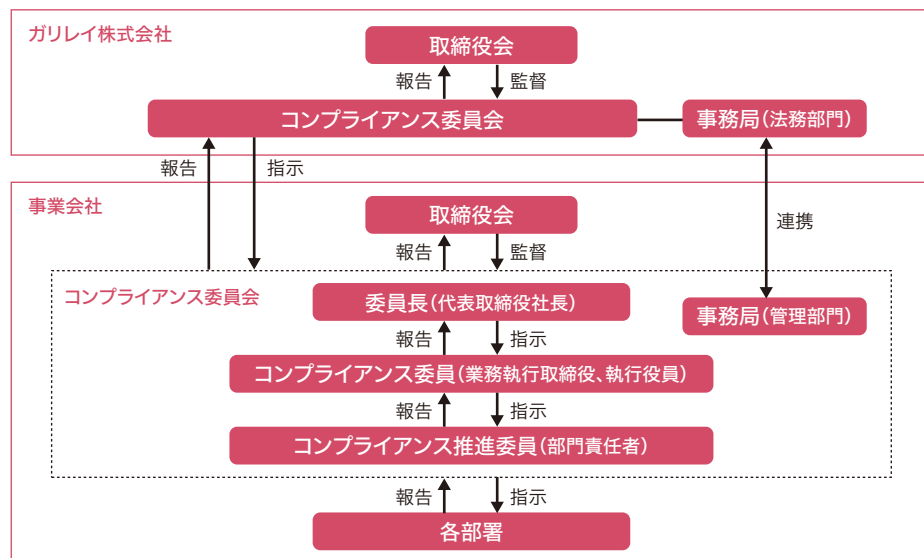 ガリレイ株式会社
取締役会
報告 監督
コンプライアンス委員会 事務局(法務部門)
報告 指示
事業会社
取締役会
連携
報告 監督
コンプライアンス委員会
委員長(代表取締役社長)
事務局(管理部門)
報告 指示
コンプライアンス委員(業務執行取締役、執行役員)
報告 指示
コンプライアンス推進委員(部門責任者)
報告 指示
各部署